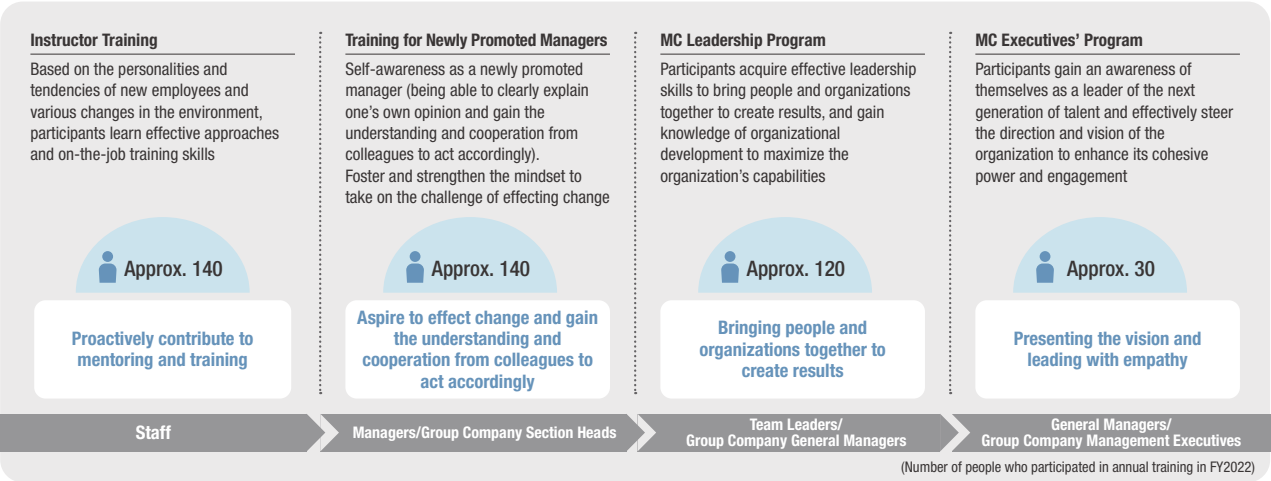 Instructor Training
Based on the personalities and
tendencies of new employees and
various changes in the environment,
participants learn effective approaches
and on-the-job training skills
Approx. 140
Proactively contribute to
mentoring and training
Staff
Training for Newly Promoted Managers
Self-awareness as a newly promoted
manager (being able to clearly explain
one’s own opinion and gain the
understanding and cooperation from
colleagues to act accordingly).
Foster and strengthen the mindset to
take on the challenge of effecting change
Approx. 140
Aspire to effect change and gain
the understanding and
cooperation from colleagues to
act accordingly
Managers/Group Company Section Heads
MC Leadership Program
Participants acquire effective leadership
skills to bring people and organizations
together to create results, and gain
knowledge of organizational
development to maximize the
organization’s capabilities
Approx. 120
Bringing people and
organizations together to
create results
Team Leaders/
Group Company General Managers
MC Executives’ Program
Participants gain an awareness of
themselves as a leader of the next
generation of talent and effectively steer
the direction and vision of the
organization to enhance its cohesive
power and engagement
Approx. 30
Presenting the vision and
leading with empathy
General Managers/
Group Company Management Executives
(Number of people who participated in annual training in FY2022)